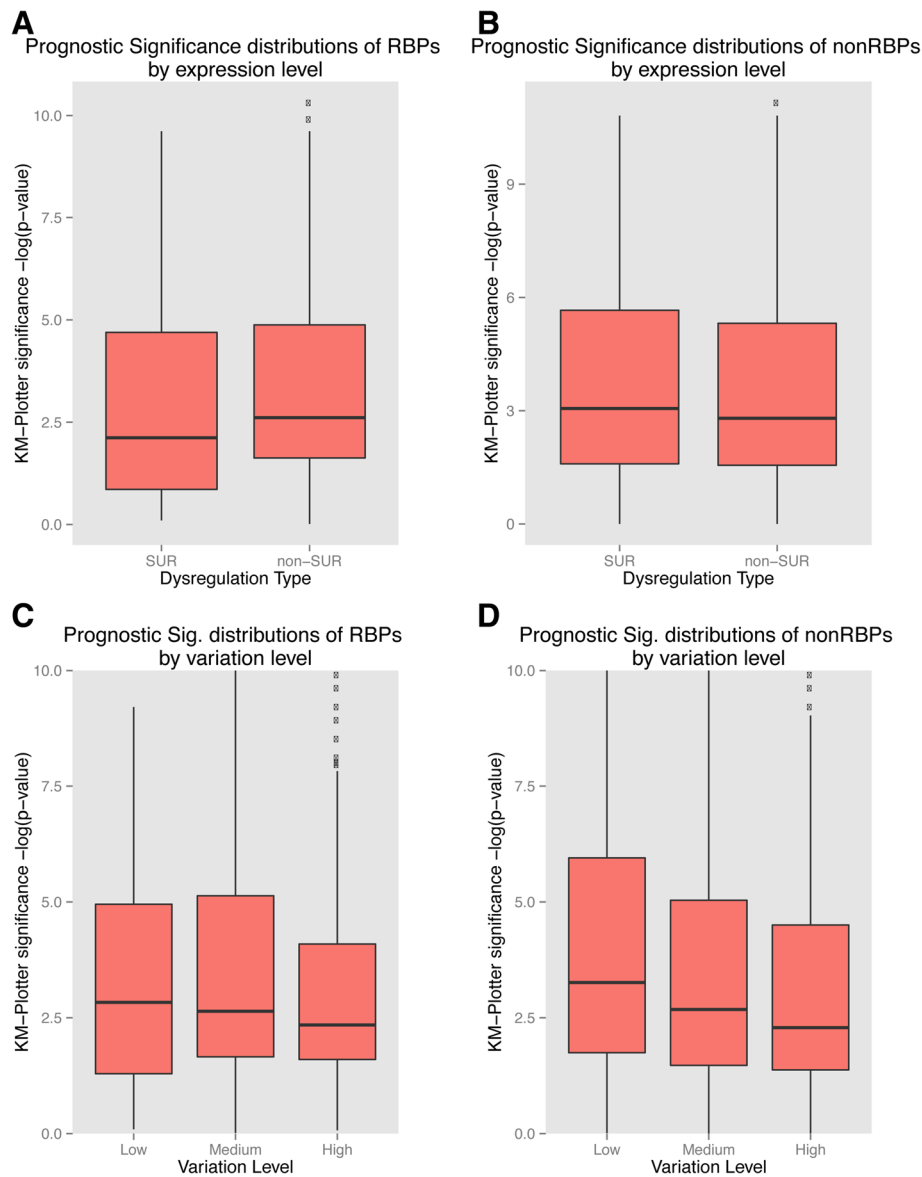 A
Prognostic Significance distributions of RBPs
by expression level
KM−Plotter significance −log(p−value)
10.0
7.5
5.0
2.5
0.0
SUR
non−SUR
Dysregulation Type
B
Prognostic Significance distributions of nonRBPs
by expression level
KM−Plotter significance −log(p−value)
9
6
3
0
SUR
non−SUR
Dysregulation Type
C
Prognostic Sig. distributions of RBPs
by variation level
KM−Plotter significance −log(p−value)
10.0
7.5
5.0
2.5
0.0
Low
Medium
High
Variation Level
D
Prognostic Sig. distributions of nonRBPs
by variation level
KM−Plotter significance −log(p−value)
10.0
7.5
5.0
2.5
0.0
Low
Medium
High
Variation Level